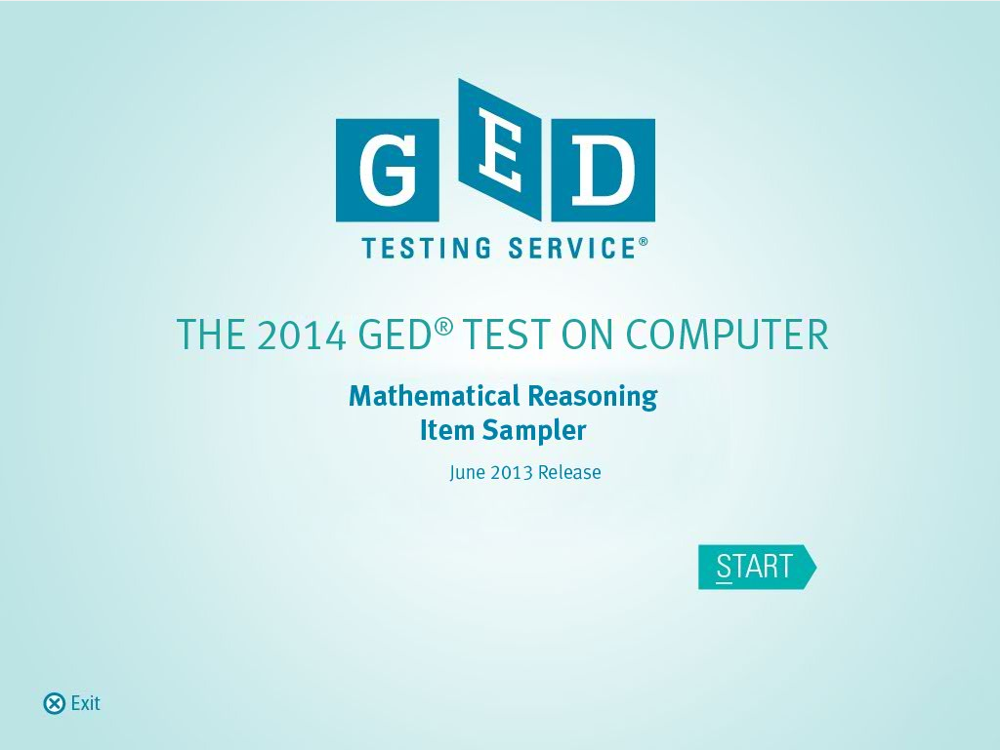 GED
TESTING SERVICE®
THE 2014 GED® TEST ON COMPUTER
Mathematical Reasoning
Item Sampler
June 2013 Release
START
Exit